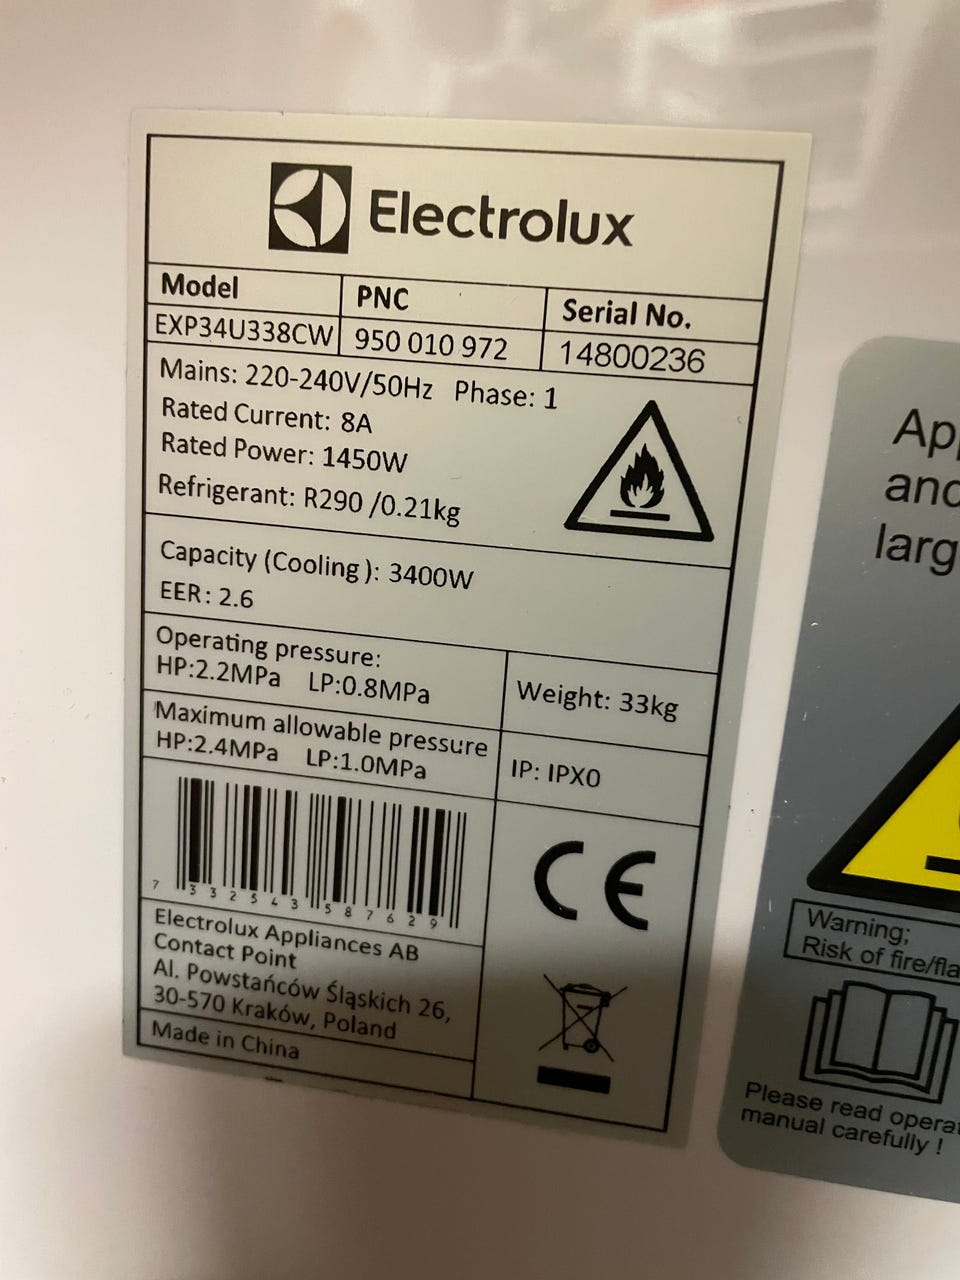 Electrolux
Model PNC Serial No.
EXP34U338CW 950 010 972 14800236
Mains: 220-240V/50Hz Phase: 1
Rated Current: 8A
Rated Power: 1450W
Refrigerant: R290 /0.21kg
Capacity (Cooling): 3400W
EER: 2.6
Operating pressure:
HP:2.2MPa LP:0.8MPa
Weight: 33kg
Maximum allowable pressure
HP:2.4MPa LP:1.0MPa
IP: IPX0
7 332543 587629
CE
Electrolux Appliances AB
Contact Point
Al. Powstańców Śląskich 26,
30-570 Kraków, Poland
Made in China
and
Warning;
Risk of
Please read
manual carefully !